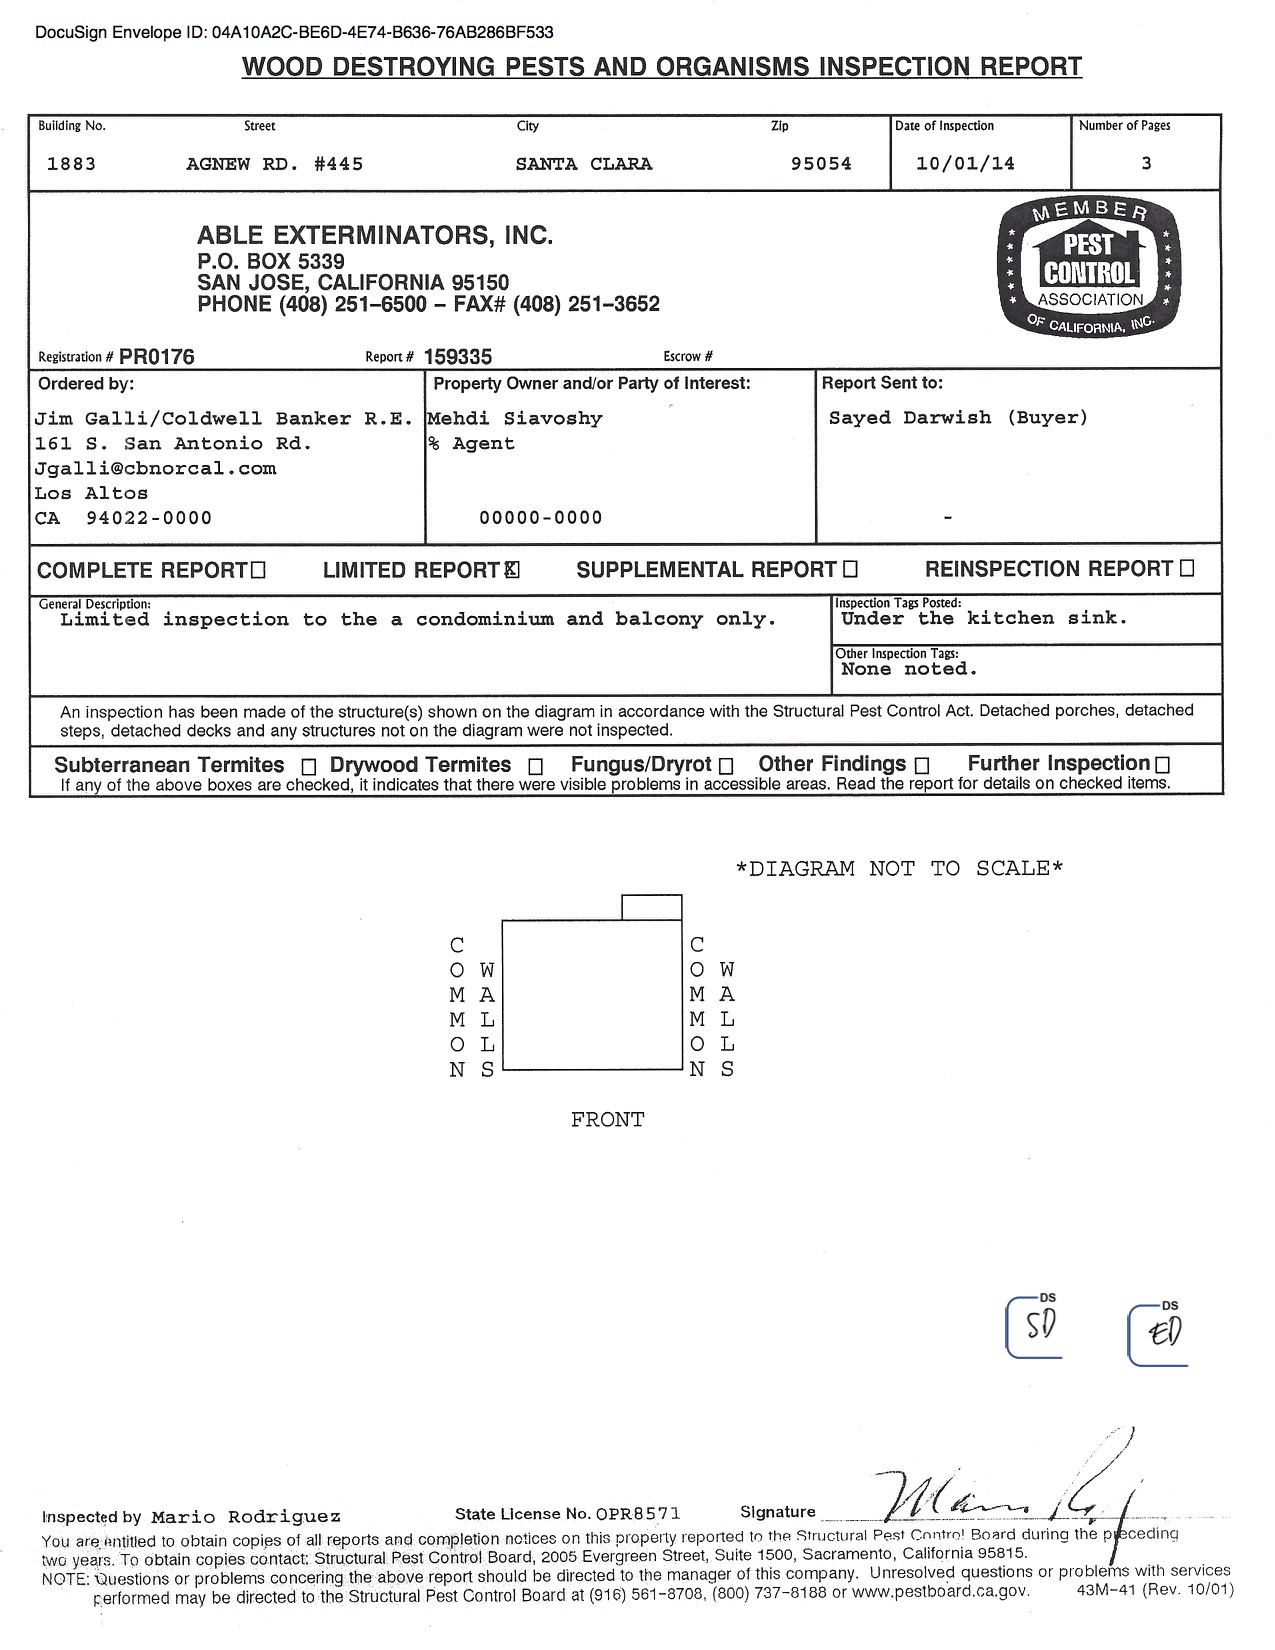 DocuSign Envelope ID: 04A10A2C-BE6D-4E74-B636-76AB286BF533
WOOD DESTROYING PESTS AND ORGANISMS INSPECTION REPORT
Building No. Street City Zip Date of Inspection Number of Pages
1883 AGNEW RD. #445 SANTA CLARA 95054 10/01/14 3
ABLE EXTERMINATORS, INC.
P.O. BOX 5339
SAN JOSE, CALIFORNIA 95150
PHONE (408) 251-6500 – FAX# (408) 251-3652
MEMBER
PEST
CONTROL
ASSOCIATION
OF CALIFORNIA, INC.
Registration # PR0176 Report # 159335 Escrow #
Ordered by: Property Owner and/or Party of Interest: Report Sent to:
Jim Galli/Coldwell Banker R.E. Mehdi Siavoshy Sayed Darwish (Buyer)
161 S. San Antonio Rd. % Agent
Jgalli@cbnorcal.com
Los Altos
CA 94022-0000 00000-0000 -
COMPLETE REPORT☐ LIMITED REPORT☒ SUPPLEMENTAL REPORT ☐ REINSPECTION REPORT ☐
General Description: Inspection Tags Posted:
Limited inspection to the a condominium and balcony only. Under the kitchen sink.
Other Inspection Tags:
None noted.
An inspection has been made of the structure(s) shown on the diagram in accordance with the Structural Pest Control Act. Detached porches, detached
steps, detached decks and any structures not on the diagram were not inspected.
Subterranean Termites ☐ Drywood Termites ☐ Fungus/Dryrot ☐ Other Findings ☐ Further Inspection ☐
If any of the above boxes are checked, it indicates that there were visible problems in accessible areas. Read the report for details on checked items.
*DIAGRAM NOT TO SCALE*
COMMON WALLS
COMMON WALLS
FRONT
DS DS
SD ED
Inspected by Mario Rodriguez State License No. OPR8571 Signature
You are entitled to obtain copies of all reports and completion notices on this property reported to the Structural Pest Control Board during the preceding
two years. To obtain copies contact: Structural Pest Control Board, 2005 Evergreen Street, Suite 1500, Sacramento, California 95815.
NOTE: Questions or problems concering the above report should be directed to the manager of this company. Unresolved questions or problems with services
performed may be directed to the Structural Pest Control Board at (916) 561-8708, (800) 737-8188 or www.pestboard.ca.gov. 43M-41 (Rev. 10/01)